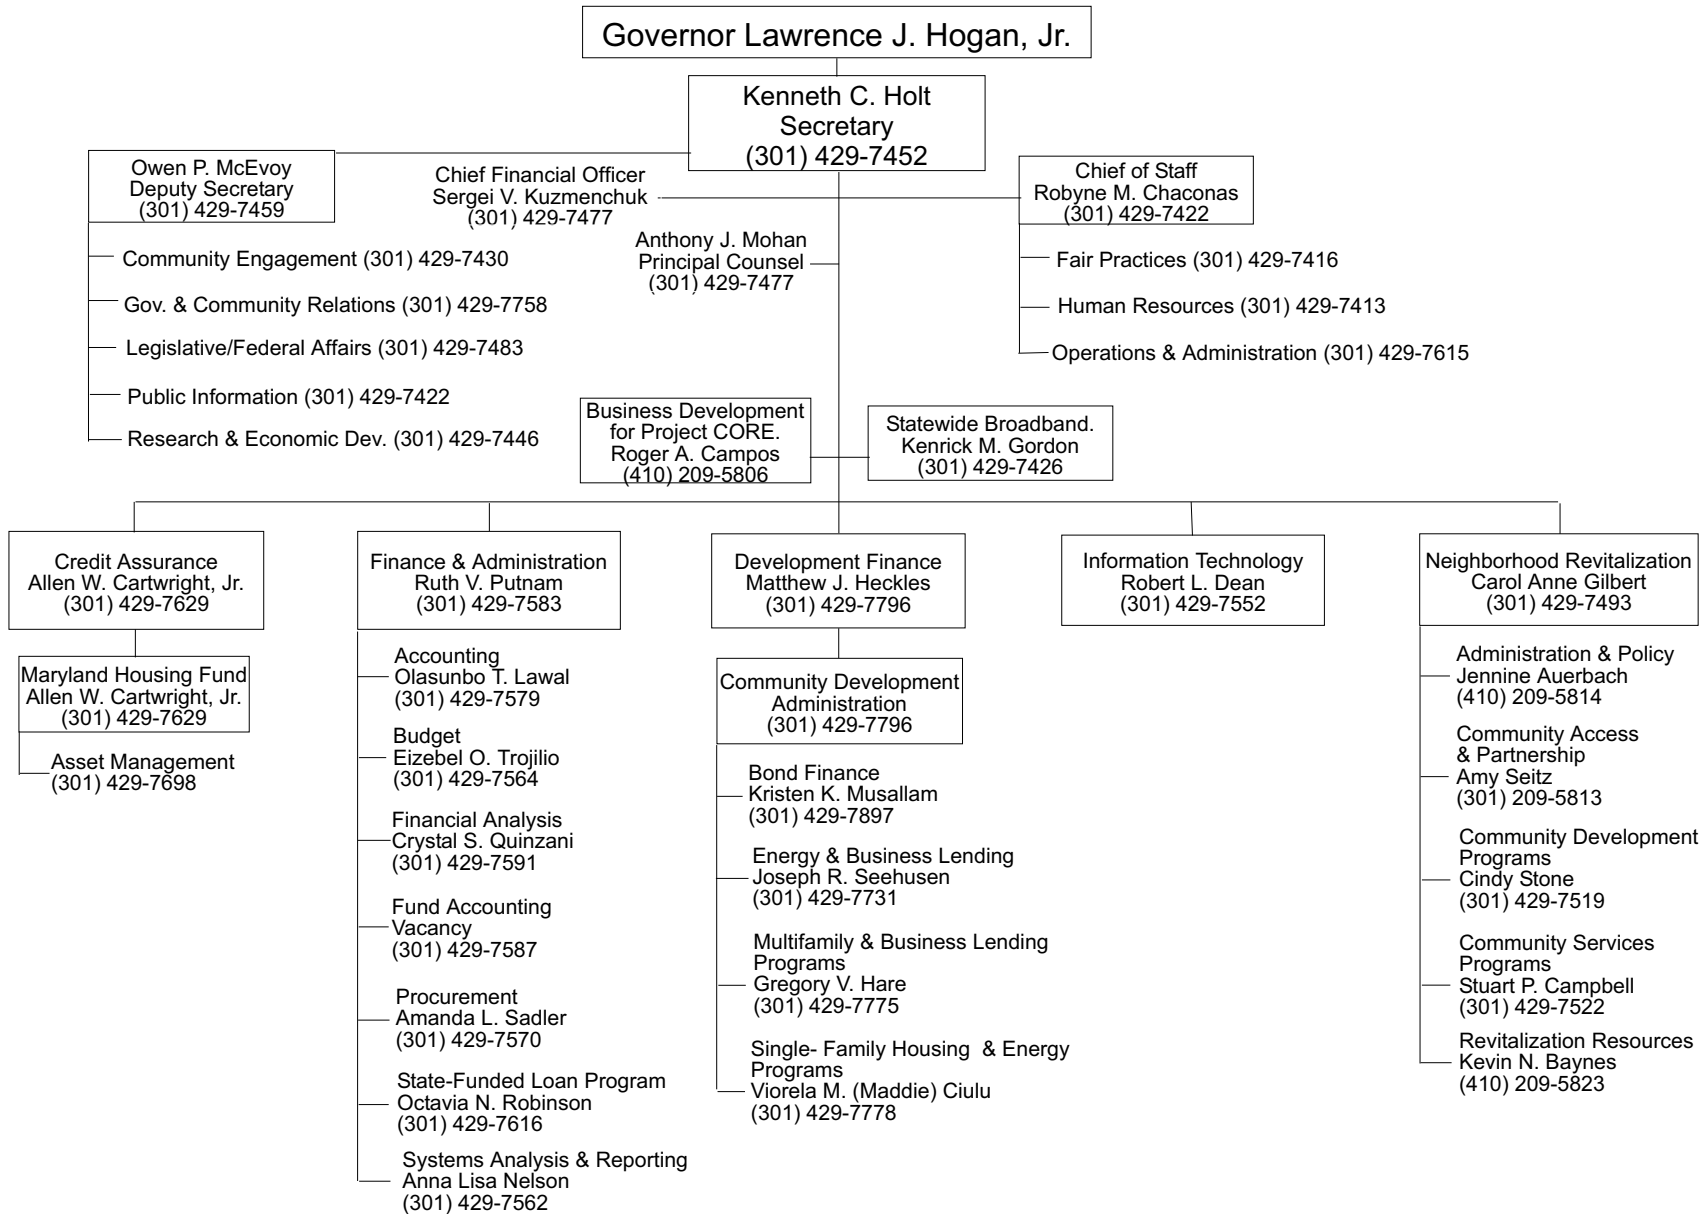 Governor Lawrence J. Hogan, Jr.
Kenneth C. Holt
Secretary
(301) 429-7452
Owen P. McEvoy
Deputy Secretary
(301) 429-7459
Community Engagement (301) 429-7430
Gov. & Community Relations (301) 429-7758
Legislative/Federal Affairs (301) 429-7483
Public Information (301) 429-7422
Research & Economic Dev. (301) 429-7446
Chief Financial Officer
Sergei V. Kuzmenchuk
(301) 429-7477
Anthony J. Mohan
Principal Counsel
(301) 429-7477
Chief of Staff
Robyne M. Chaconas
(301) 429-7422
Fair Practices (301) 429-7416
Human Resources (301) 429-7413
Operations & Administration (301) 429-7615
Business Development
for Project CORE.
Roger A. Campos
(410) 209-5806
Statewide Broadband.
Kenrick M. Gordon
(301) 429-7426
Credit Assurance
Allen W. Cartwright, Jr.
(301) 429-7629
Maryland Housing Fund
Allen W. Cartwright, Jr.
(301) 429-7629
Asset Management
(301) 429-7698
Finance & Administration
Ruth V. Putnam
(301) 429-7583
Accounting
Olasunbo T. Lawal
(301) 429-7579
Budget
Eizebel O. Trojilio
(301) 429-7564
Financial Analysis
Crystal S. Quinzani
(301) 429-7591
Fund Accounting
Vacancy
(301) 429-7587
Procurement
Amanda L. Sadler
(301) 429-7570
State-Funded Loan Program
Octavia N. Robinson
(301) 429-7616
Systems Analysis & Reporting
Anna Lisa Nelson
(301) 429-7562
Development Finance
Matthew J. Heckles
(301) 429-7796
Community Development
Administration
(301) 429-7796
Bond Finance
Kristen K. Musallam
(301) 429-7897
Energy & Business Lending
Joseph R. Seehusen
(301) 429-7731
Multifamily & Business Lending
Programs
Gregory V. Hare
(301) 429-7775
Single- Family Housing & Energy
Programs
Viorela M. (Maddie) Ciulu
(301) 429-7778
Information Technology
Robert L. Dean
(301) 429-7552
Neighborhood Revitalization
Carol Anne Gilbert
(301) 429-7493
Administration & Policy
Jennine Auerbach
(410) 209-5814
Community Access
& Partnership
Amy Seitz
(301) 209-5813
Community Development
Programs
Cindy Stone
(301) 429-7519
Community Services
Programs
Stuart P. Campbell
(301) 429-7522
Revitalization Resources
Kevin N. Baynes
(410) 209-5823